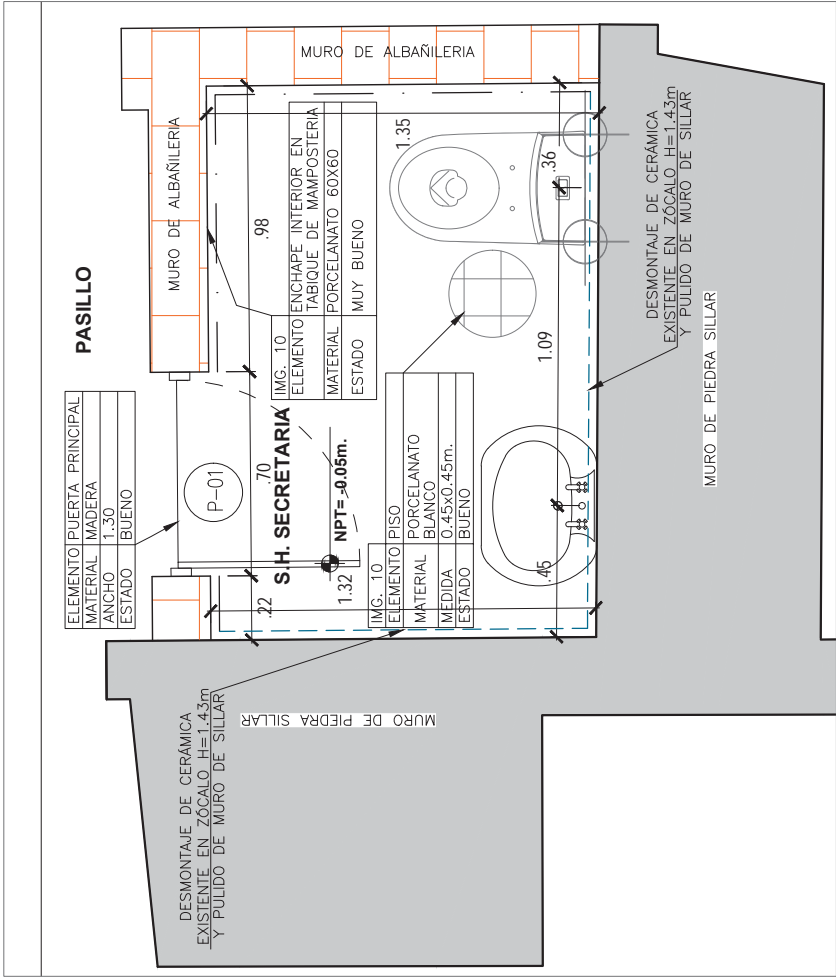 PASILLO
MURO DE ALBAÑILERIA
MURO DE ALBAÑILERIA
ELEMENTO PUERTA PRINCIPAL
MATERIAL MADERA
ANCHO 1.30
ESTADO BUENO
P-01
.22
.70
.98
S.H. SECRETARIA
NPT= -0.05m.
1.32
1.35
IMG. 10
ELEMENTO ENCHAPE INTERIOR EN
TABIQUE DE MAMPOSTERIA
MATERIAL PORCELANATO 60X60
ESTADO MUY BUENO
IMG. 10
ELEMENTO PISO
MATERIAL PORCELANATO
BLANCO
MEDIDA 0.45x0.45m.
ESTADO BUENO
.45
1.09
.36
DESMONTAJE DE CERÁMICA
EXISTENTE EN ZÓCALO H=1.43m
Y PULIDO DE MURO DE SILLAR
MURO DE PIEDRA SILLAR
DESMONTAJE DE CERÁMICA
EXISTENTE EN ZÓCALO H=1.43m
Y PULIDO DE MURO DE SILLAR
MURO DE PIEDRA SILLAR